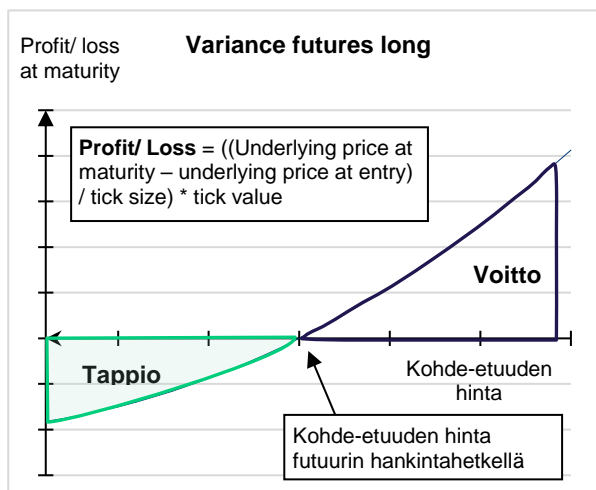 Profit/ loss
at maturity
Variance futures long
Profit/ Loss = ((Underlying price at
maturity – underlying price at entry)
/ tick size) * tick value
Voitto
Tappio
Kohde-etuuden
hinta
Kohde-etuuden hinta
futuurin hankintahetkellä